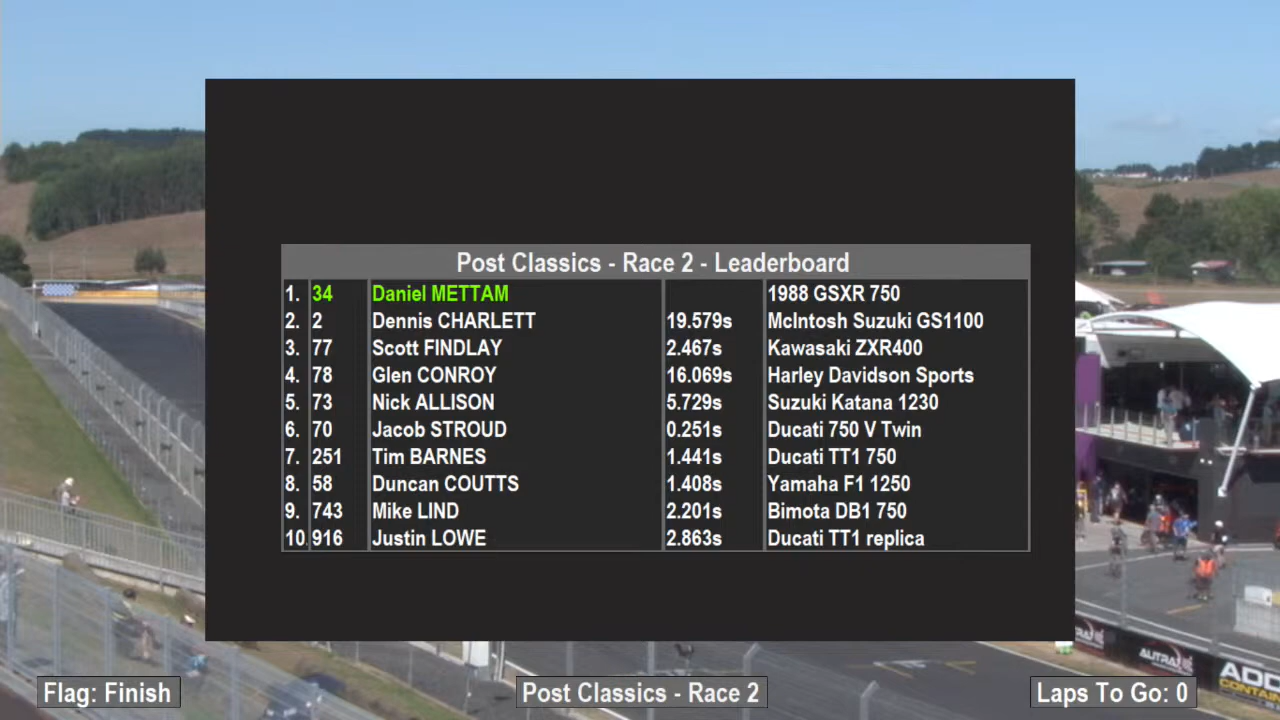 Post Classics - Race 2 - Leaderboard
1. 34 Daniel METTAM 1988 GSXR 750
2. 2 Dennis CHARLETT 19.579s McIntosh Suzuki GS1100
3. 77 Scott FINDLAY 2.467s Kawasaki ZXR400
4. 78 Glen CONROY 16.069s Harley Davidson Sports
5. 73 Nick ALLISON 5.729s Suzuki Katana 1230
6. 70 Jacob STROUD 0.251s Ducati 750 V Twin
7. 251 Tim BARNES 1.441s Ducati TT1 750
8. 58 Duncan COUTTS 1.408s Yamaha F1 1250
9. 743 Mike LIND 2.201s Bimota DB1 750
10 916 Justin LOWE 2.863s Ducati TT1 replica
Flag: Finish
Post Classics - Race 2
Laps To Go: 0